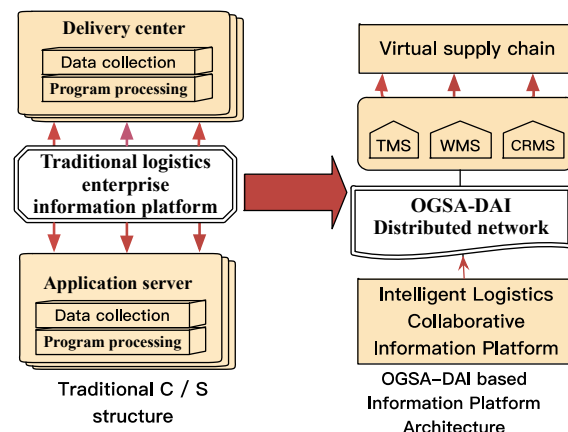 Delivery center
Data collection
Program processing
Traditional logistics
enterprise
information platform
Application server
Data collection
Program processing
Traditional C / S
structure
Virtual supply chain
TMS
WMS
CRMS
OGSA-DAI
Distributed network
Intelligent Logistics
Collaborative
Information Platform
OGSA-DAI based
Information Platform
Architecture